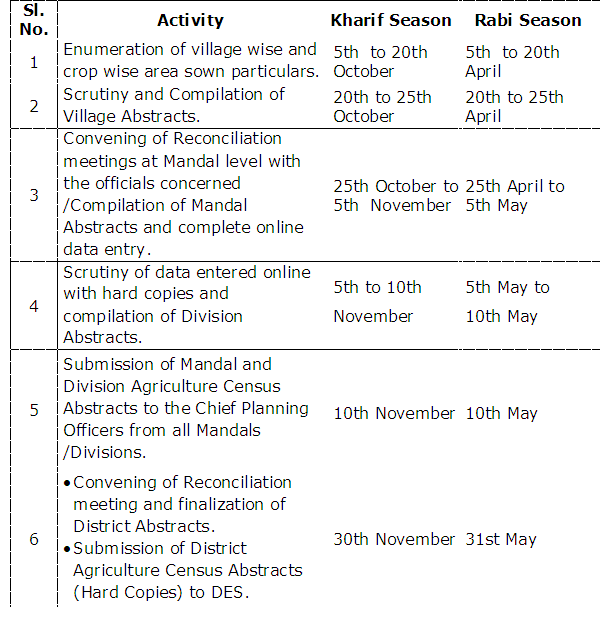 Sl. No. Activity Kharif Season Rabi Season
1 Enumeration of village wise and crop wise area sown particulars. 5th to 20th October 5th to 20th April
2 Scrutiny and Compilation of Village Abstracts. 20th to 25th October 20th to 25th April
3 Convening of Reconciliation meetings at Mandal level with the officials concerned /Compilation of Mandal Abstracts and complete online data entry. 25th October to 5th November 25th April to 5th May
4 Scrutiny of data entered online with hard copies and compilation of Division Abstracts. 5th to 10th November 5th May to 10th May
5 Submission of Mandal and Division Agriculture Census Abstracts to the Chief Planning Officers from all Mandals /Divisions. 10th November 10th May
6 • Convening of Reconciliation meeting and finalization of District Abstracts.
• Submission of District Agriculture Census Abstracts (Hard Copies) to DES. 30th November 31st May